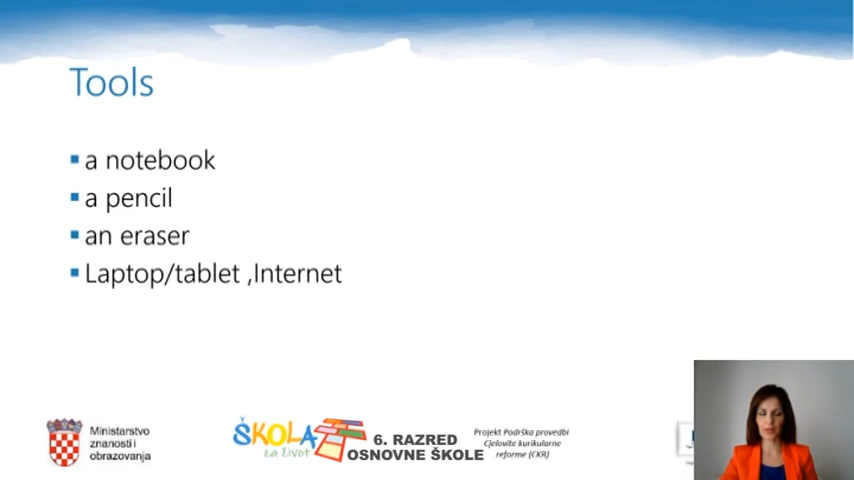 Tools
a notebook
a pencil
an eraser
Laptop/tablet ,Internet
Ministarstvo
znanosti i
obrazovanja
ŠKOLA
za život
6. RAZRED
OSNOVNE ŠKOLE
Projekt Podrška provedbi
Cjelovite kurikularne
reforme (CKR)